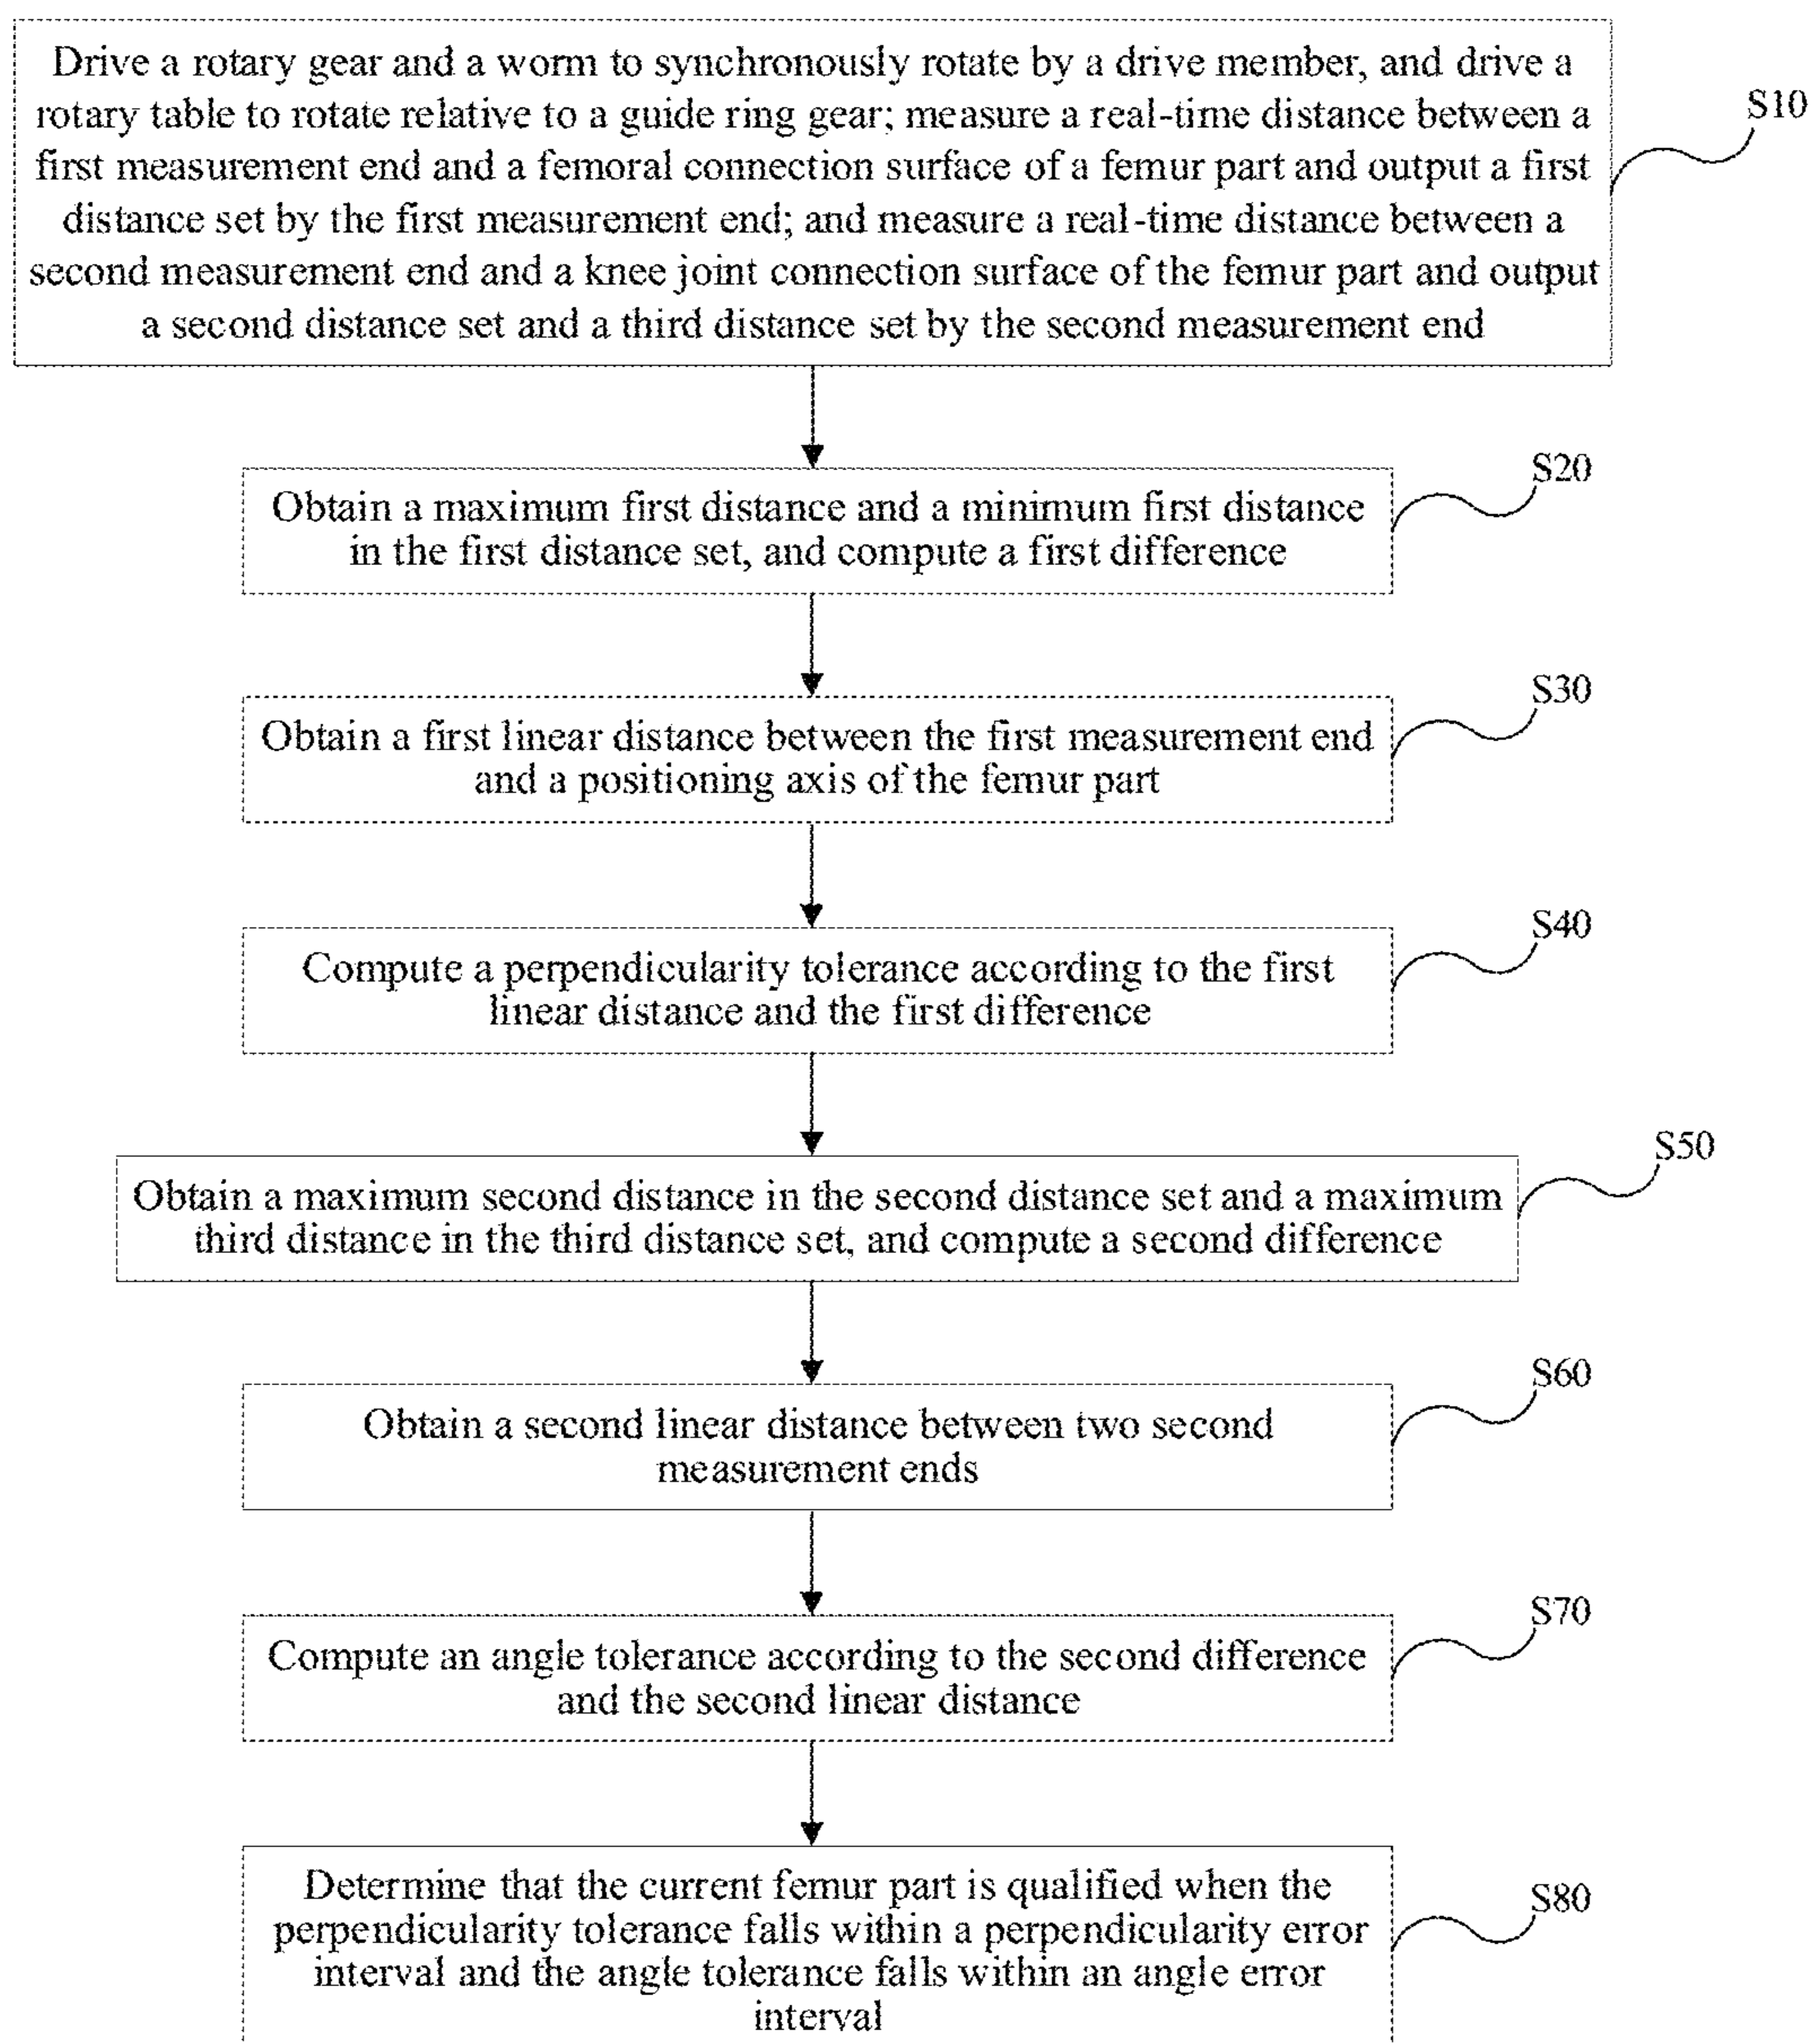 Drive a rotary gear and a worm to synchronously rotate by a drive member, and drive a
rotary table to rotate relative to a guide ring gear; measure a real-time distance between a
first measurement end and a femoral connection surface of a femur part and output a first
distance set by the first measurement end; and measure a real-time distance between a
second measurement end and a knee joint connection surface of the femur part and output
a second distance set and a third distance set by the second measurement end
S10
Obtain a maximum first distance and a minimum first distance
in the first distance set, and compute a first difference
S20
Obtain a first linear distance between the first measurement end
and a positioning axis of the femur part
S30
Compute a perpendicularity tolerance according to the first
linear distance and the first difference
S40
Obtain a maximum second distance in the second distance set and a maximum
third distance in the third distance set, and compute a second difference
S50
Obtain a second linear distance between two second
measurement ends
S60
Compute an angle tolerance according to the second difference
and the second linear distance
S70
Determine that the current femur part is qualified when the
perpendicularity tolerance falls within a perpendicularity error
interval and the angle tolerance falls within an angle error
interval
S80